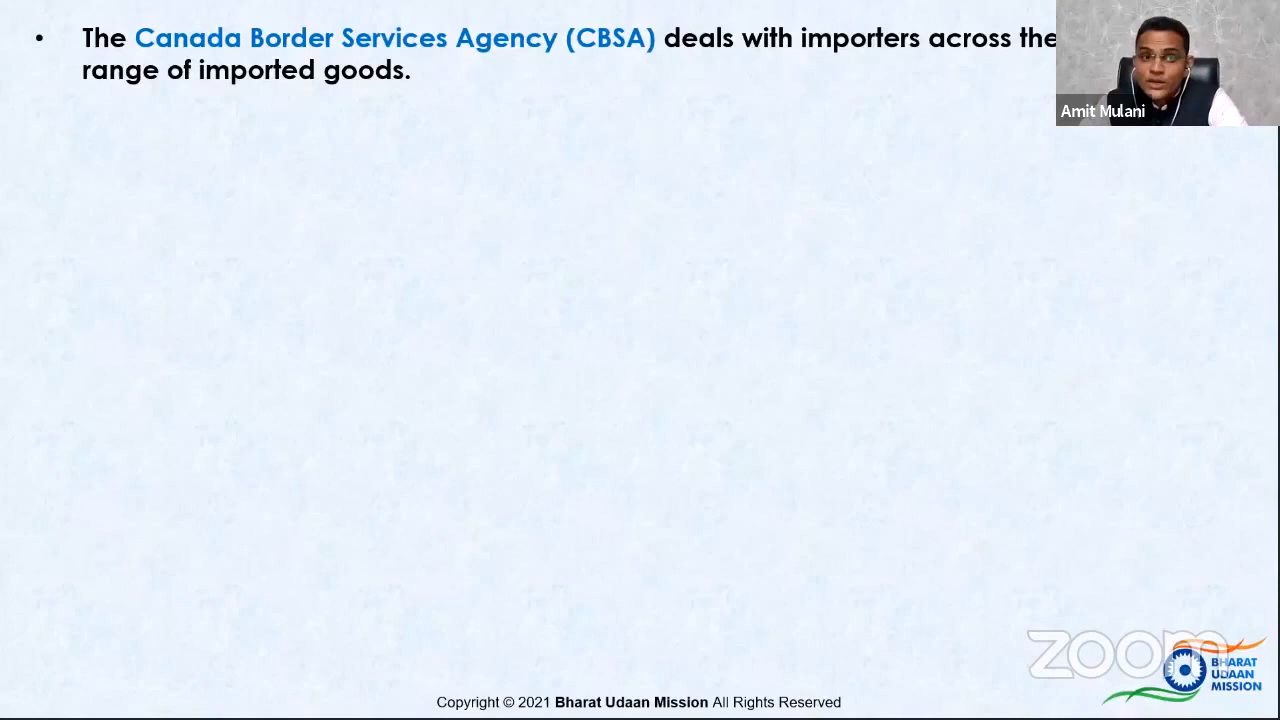 • The Canada Border Services Agency (CBSA) deals with importers across the
range of imported goods.
Amit Mulani
zoom
BHARAT
UDAAN
MISSION
Copyright © 2021 Bharat Udaan Mission All Rights Reserved